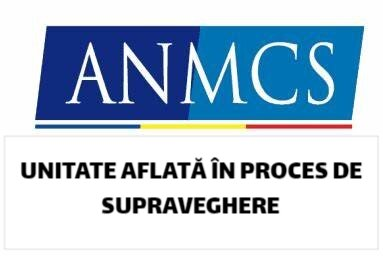 ANMCS
UNITATE AFLATĂ ÎN PROCES DE
SUPRAVEGHERE